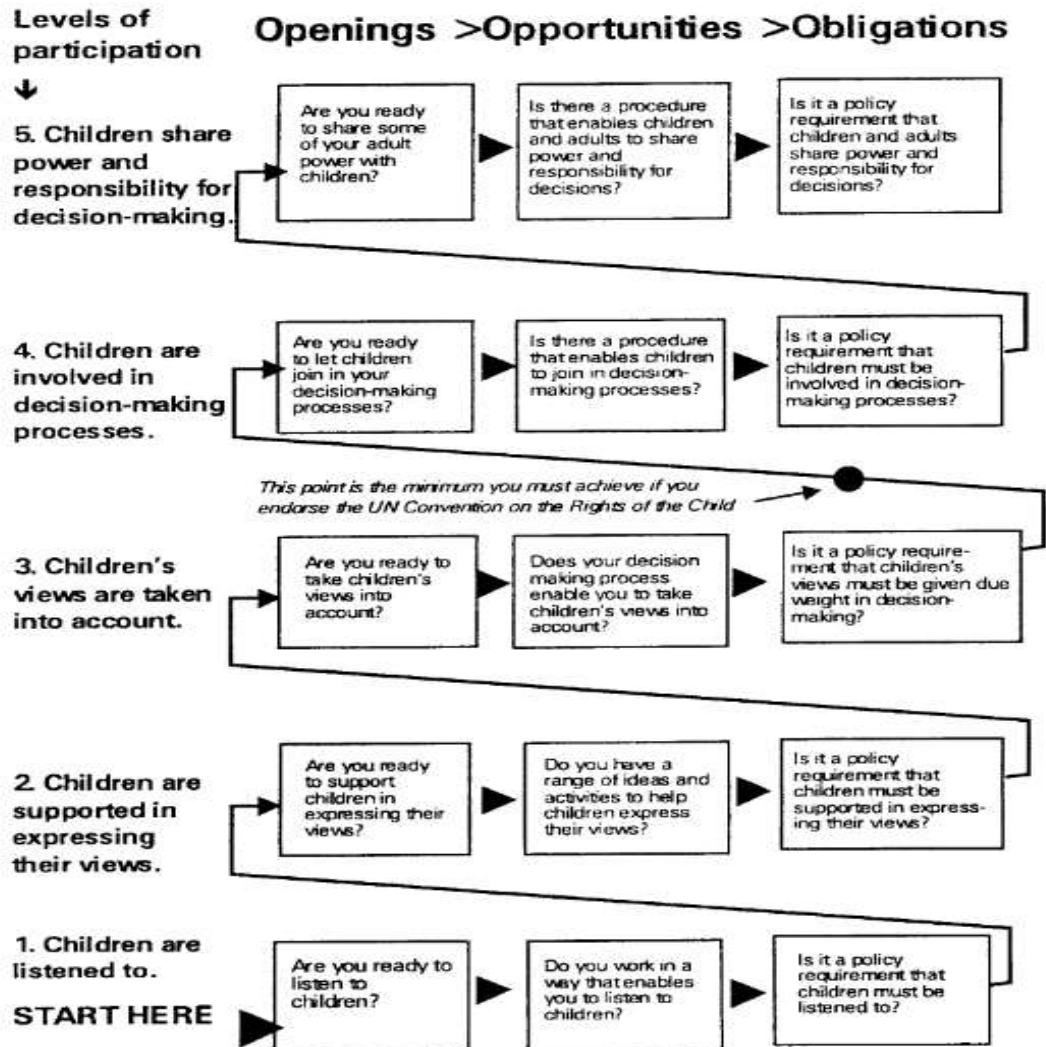 Levels of
participation
Openings >Opportunities >Obligations
5. Children share
power and
responsibility for
decision-making.
Are you ready
to share some
of your adult
power with
children?
Is there a procedure
that enables children
and adults to share
power and
responsibility for
decisions?
Is it a policy
requirement that
children and adults
share power and
responsibility for
decisions?
4. Children are
involved in
decision-making
processes.
Are you ready
to let children
join in your
decision-making
processes?
Is there a procedure
that enables children
to join in decision-
making processes?
Is it a policy
requirement that
children must be
involved in decision-
making processes?
This point is the minimum you must achieve if you
endorse the UN Convention on the Rights of the Child
3. Children's
views are taken
into account.
Are you ready to
take children's
views into
account?
Does your decision
making process
enable you to take
children's views into
account?
Is it a policy require-
ment that children's
views must be given due
weight in decision-
making?
2. Children are
supported in
expressing
their views.
Are you ready
to support
children in
expressing their
views?
Do you have a
range of ideas and
activities to help
children express
their views?
Is it a policy
requirement that
children must be
supported in express-
ing their views?
1. Children are
listened to.
START HERE
Are you ready to
listen to
children?
Do you work in a
way that enables
you to listen to
children?
Is it a policy
requirement that
children must be
listened to?